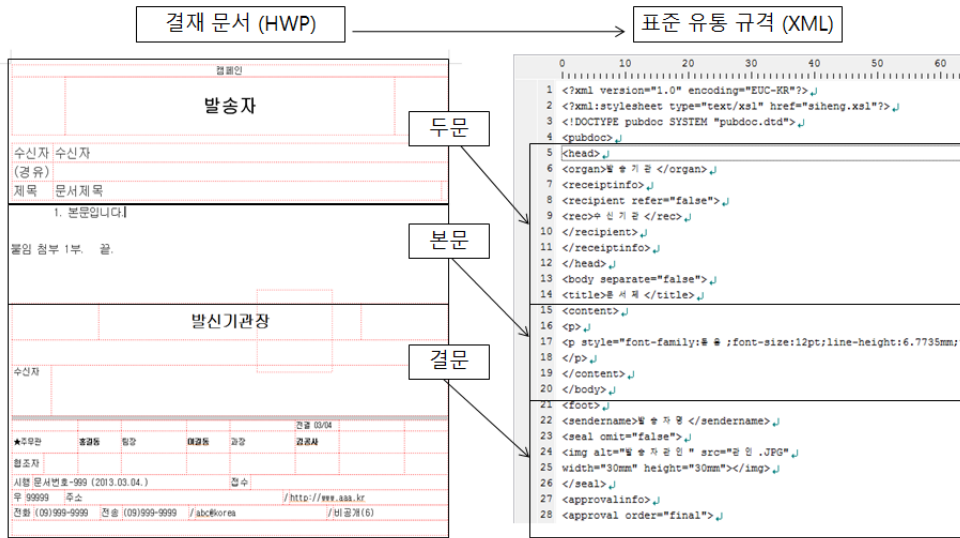 결재 문서 (HWP)
표준 유통 규격 (XML)
캠페인
발송자
수신자 수신자
(경유)
제목 문서제목
1. 본문입니다.
붙임 첨부 1부. 끝.
발신기관장
수신자
전결 03/04
★주무관 홍길동 팀장 이길동 과장 김공사
협조자
시행 문서번호-999 (2013.03.04.) 접수
우 99999 주소 /http://www.aaa.kr
전화 (09)999-9999 전송 (09)999-9999 /abc@korea /비공개(6)
두문
본문
결문
0 10 20 30 40 50 60
1 <?xml version="1.0" encoding="EUC-KR"?>
2 <?xml:stylesheet type="text/xsl" href="siheng.xsl"?>
3 <!DOCTYPE pubdoc SYSTEM "pubdoc.dtd">
4 <pubdoc>
5 <head>
6 <organ>발송기관</organ>
7 <receiptinfo>
8 <recipient refer="false">
9 <rec>수신기관</rec>
10 </recipient>
11 </receiptinfo>
12 </head>
13 <body separate="false">
14 <title>문서제</title>
15 <content>
16 <p>
17 <p style="font-family:돋움;font-size:12pt;line-height:6.7735mm;
18 </p>
19 </content>
20 </body>
21 <foot>
22 <sendername>발송자명</sendername>
23 <seal omit="false">
24 <img alt="발송자관인" src="관인.JPG"
25 width="30mm" height="30mm"></img>
26 </seal>
27 <approvalinfo>
28 <approval order="final">